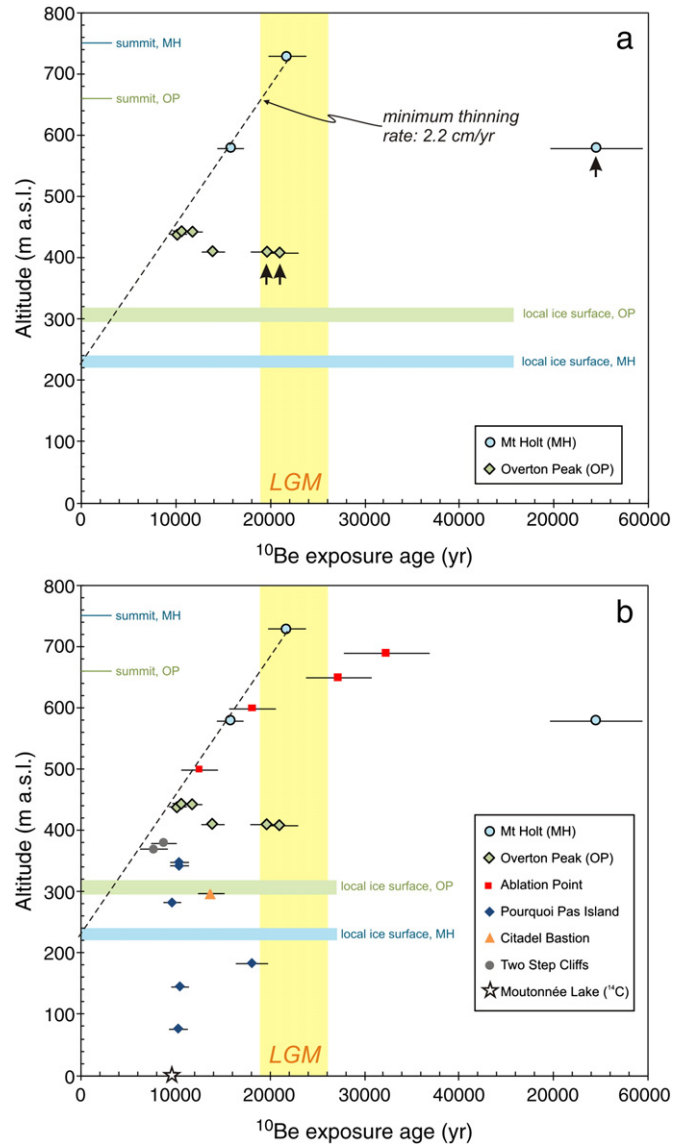 a
800
700
600
500
400
300
200
100
0
Altitude (m a.s.l.)
summit, MH
summit, OP
minimum thinning
rate: 2.2 cm/yr
local ice surface, OP
local ice surface, MH
LGM
Mt Holt (MH)
Overton Peak (OP)
0 10000 20000 30000 40000 20000 60000
¹⁰Be exposure age (yr)
b
800
700
600
500
400
300
200
100
0
Altitude (m a.s.l.)
summit, MH
summit, OP
local ice surface, OP
local ice surface, MH
LGM
Mt Holt (MH)
Overton Peak (OP)
Ablation Point
Pourquoi Pas Island
Citadel Bastion
Two Step Cliffs
Moutonnée Lake (¹⁴C)
0 10000 20000 30000 40000 20000 60000
¹⁰Be exposure age (yr)